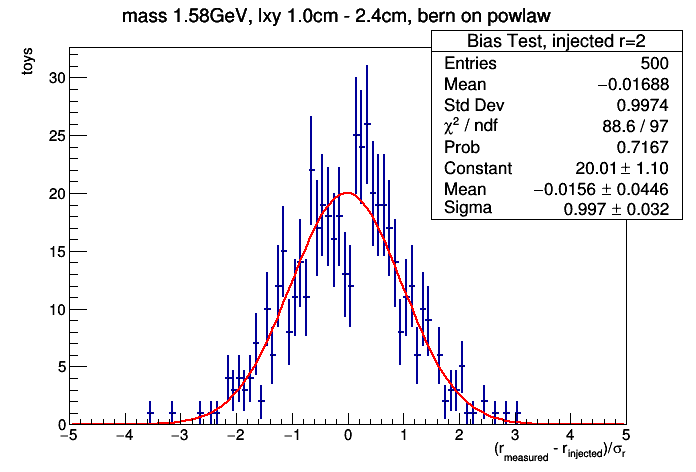 mass 1.58GeV, lxy 1.0cm - 2.4cm, bern on powlaw
Bias Test, injected r=2
Entries 500
Mean −0.01688
Std Dev 0.9974
χ² / ndf 88.6 / 97
Prob 0.7167
Constant 20.01 ± 1.10
Mean −0.0156 ± 0.0446
Sigma 0.997 ± 0.032
toys
30
25
20
15
10
5
0
−5 −4 −3 −2 −1 0 1 2 3 4 5
(r_measured - r_injected)/σ_r